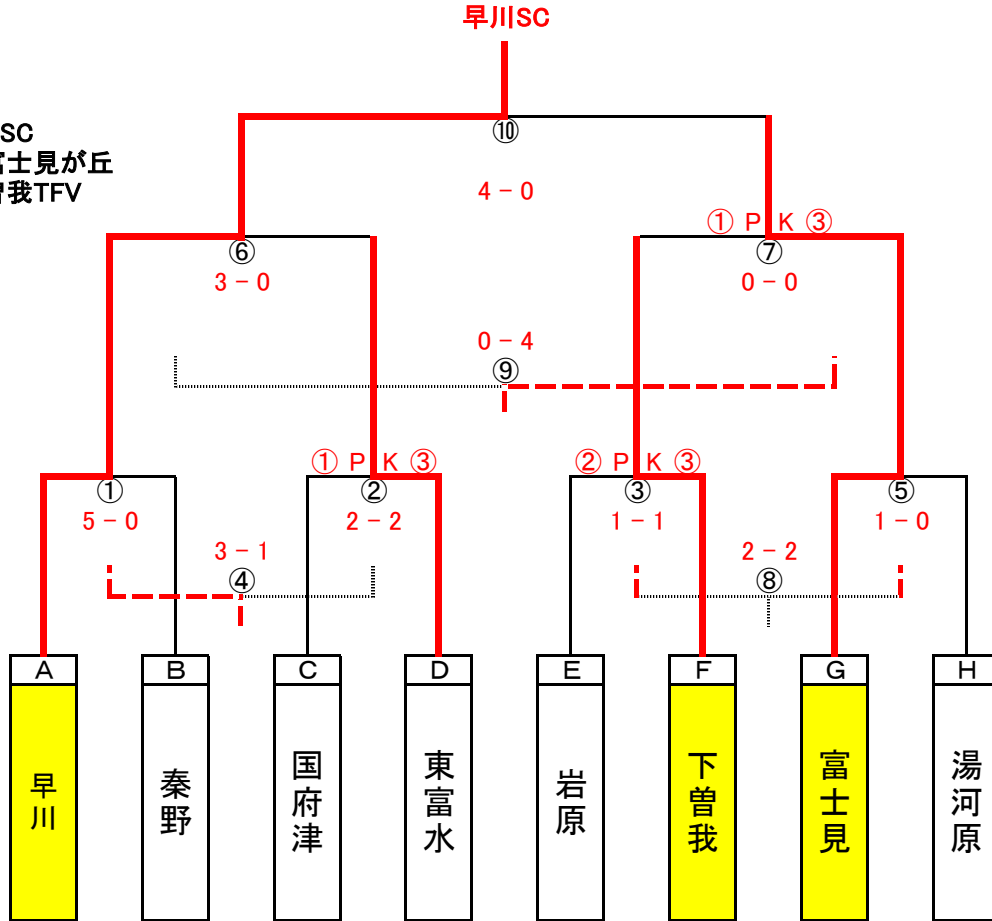 早川SC
SC
富士見が丘
曽我TFV
⑩
4－0
① P K ③
⑥
⑦
3－0
0－0
0－4
⑨
① P K ③
② P K ③
①
②
③
⑤
5－0
2－2
1－1
1－0
3－1
2－2
④
⑧
A
B
C
D
E
F
G
H
早川
秦野
国府津
東富水
岩原
下曽我
富士見
湯河原